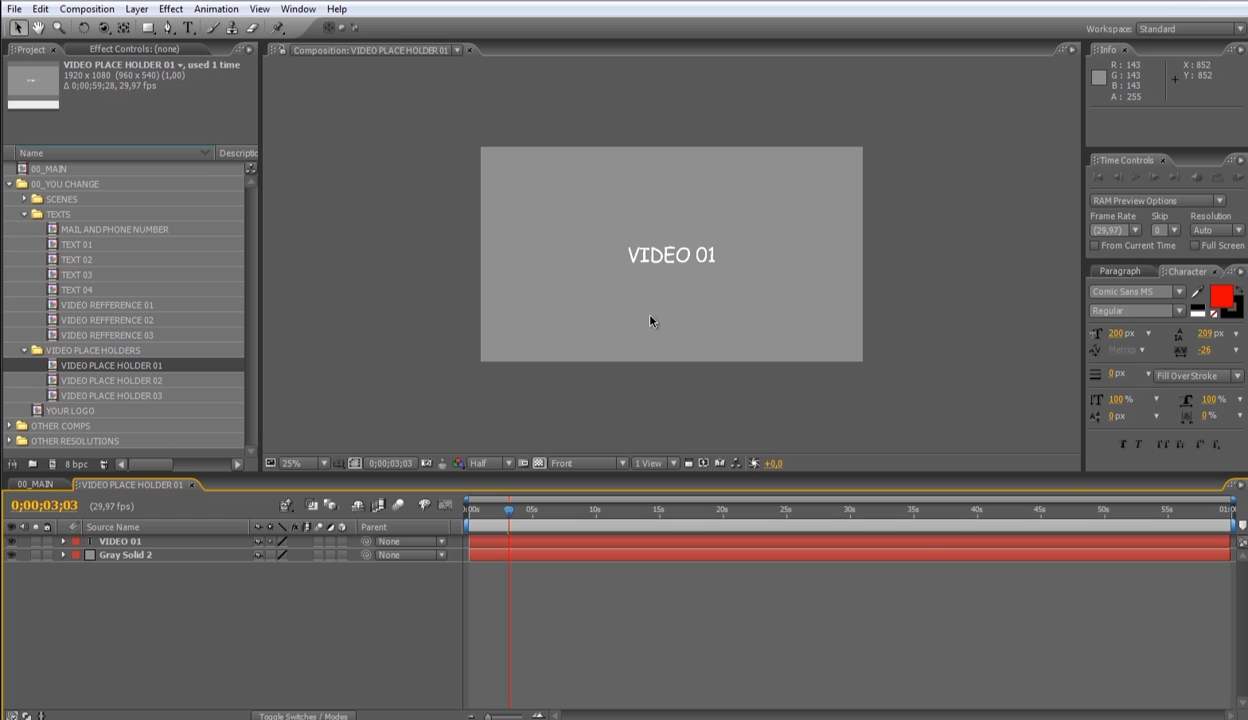 File Edit Composition Layer Effect Animation View Window Help
Workspace: Standard
Project Effect Controls: (none)
VIDEO PLACE HOLDER 01, used 1 time
1920 x 1080 (960 x 540) (1,00)
Δ 0;00;59;28, 29,97 fps
Name Descriptio
00_MAIN
00_YOU CHANGE
SCENES
TEXTS
MAIL AND PHONE NUMBER
TEXT 01
TEXT 02
TEXT 03
TEXT 04
VIDEO REFFERENCE 01
VIDEO REFFERENCE 02
VIDEO REFFERENCE 03
VIDEO PLACE HOLDERS
VIDEO PLACE HOLDER 01
VIDEO PLACE HOLDER 02
VIDEO PLACE HOLDER 03
YOUR LOGO
OTHER COMPS
OTHER RESOLUTIONS
8 bpc
Composition: VIDEO PLACE HOLDER 01
VIDEO 01
25% 0;00;03;03 Half Front 1 View +0,0
Info
R : 143 X : 852
G : 143 Y : 852
B : 143
A : 255
Time Controls
RAM Preview Options
Frame Rate Skip Resolution
(29,97) 0 Auto
From Current Time Full Screen
Paragraph Character
Comic Sans MS
Regular
200 px 209 px
Metrics -26
0 px Fill Over Stroke
100 % 100 %
0 px 0 %
00_MAIN VIDEO PLACE HOLDER 01
0;00;03;03 (29,97 fps)
05s 10s 15s 20s 25s 30s 35s 40s 45s 50s 55s
Source Name Parent
VIDEO 01 None
Gray Solid 2 None
Toggle Switches / Modes